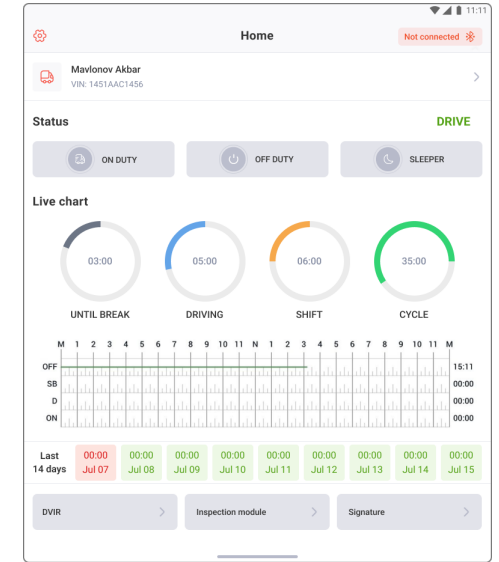 11:11
Home
Not connected
Mavlonov Akbar
VIN: 1451AAC1456
Status DRIVE
ON DUTY OFF DUTY SLEEPER
Live chart
03:00 05:00 06:00 35:00
UNTIL BREAK DRIVING SHIFT CYCLE
M 1 2 3 4 5 6 7 8 9 10 11 N 1 2 3 4 5 6 7 8 9 10 11 M
OFF 15:11
SB 00:00
D 00:00
ON 00:00
Last 00:00 00:00 00:00 00:00 00:00 00:00 00:00 00:00 00:00
14 days Jul 07 Jul 08 Jul 09 Jul 10 Jul 11 Jul 12 Jul 13 Jul 14 Jul 15
DVIR Inspection module Signature